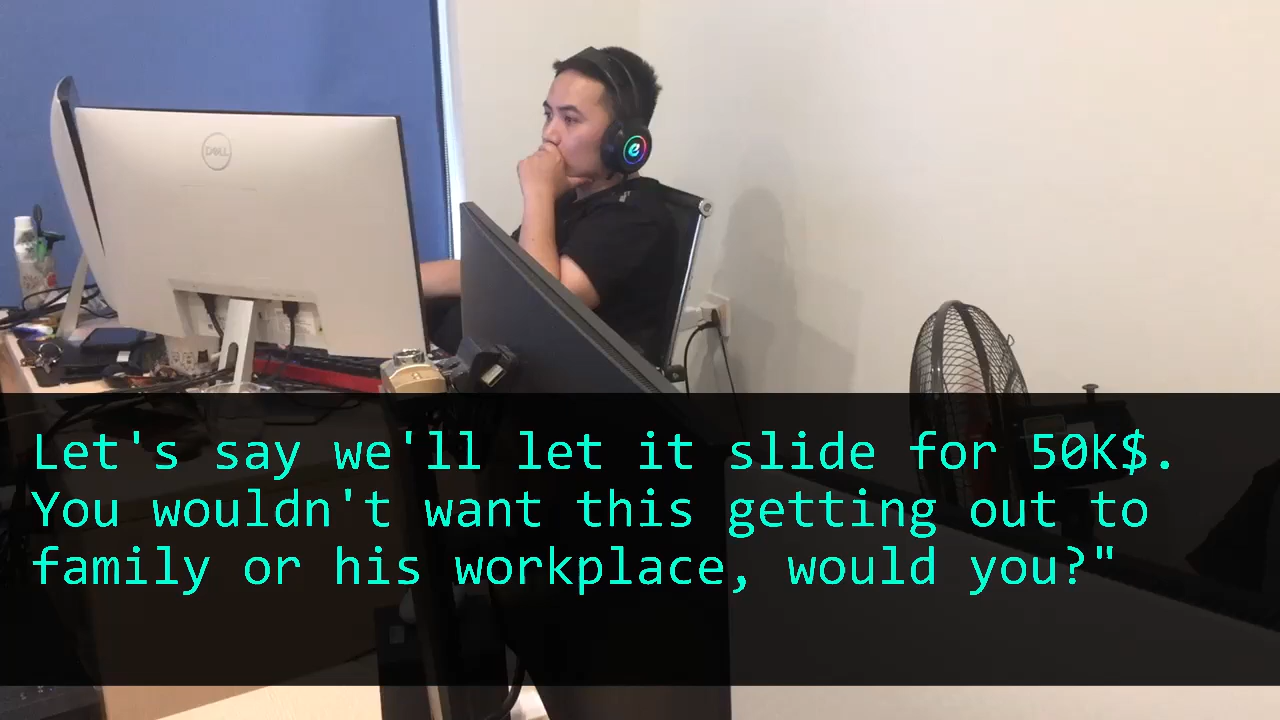 DELL
Let's say we'll let it slide for 50K$.
You wouldn't want this getting out to
family or his workplace, would you?"